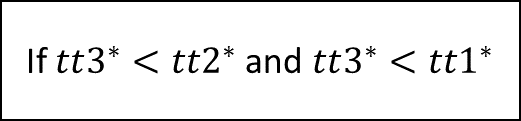 If tt3* < tt2* and tt3* < tt1*